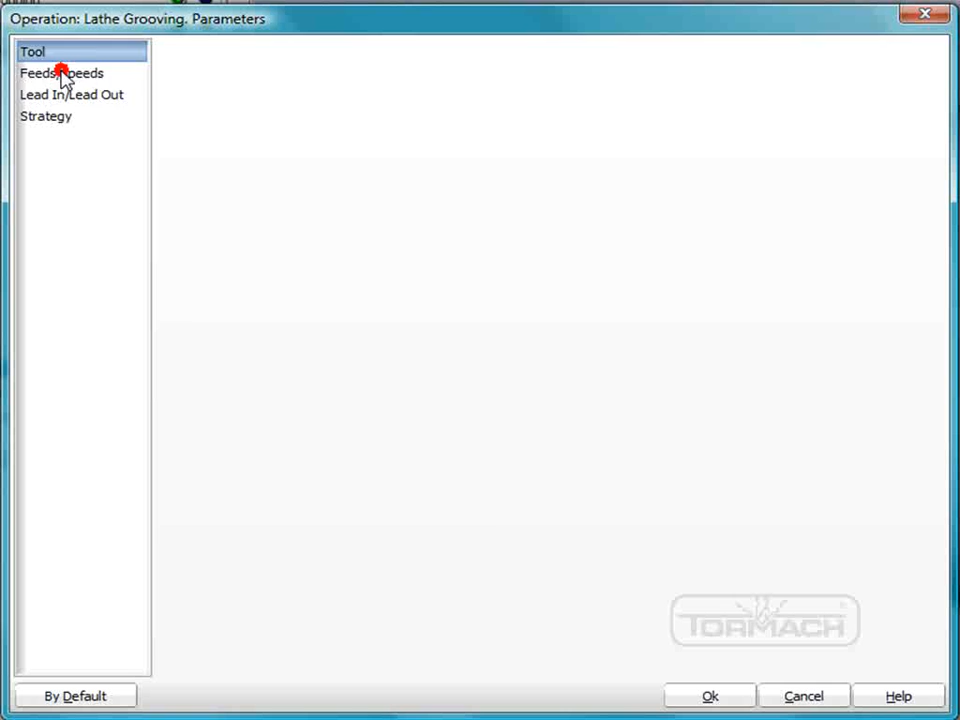 Operation: Lathe Grooving. Parameters
Tool
Feeds/Speeds
Lead In/Lead Out
Strategy
TORMACH
By Default
Ok
Cancel
Help